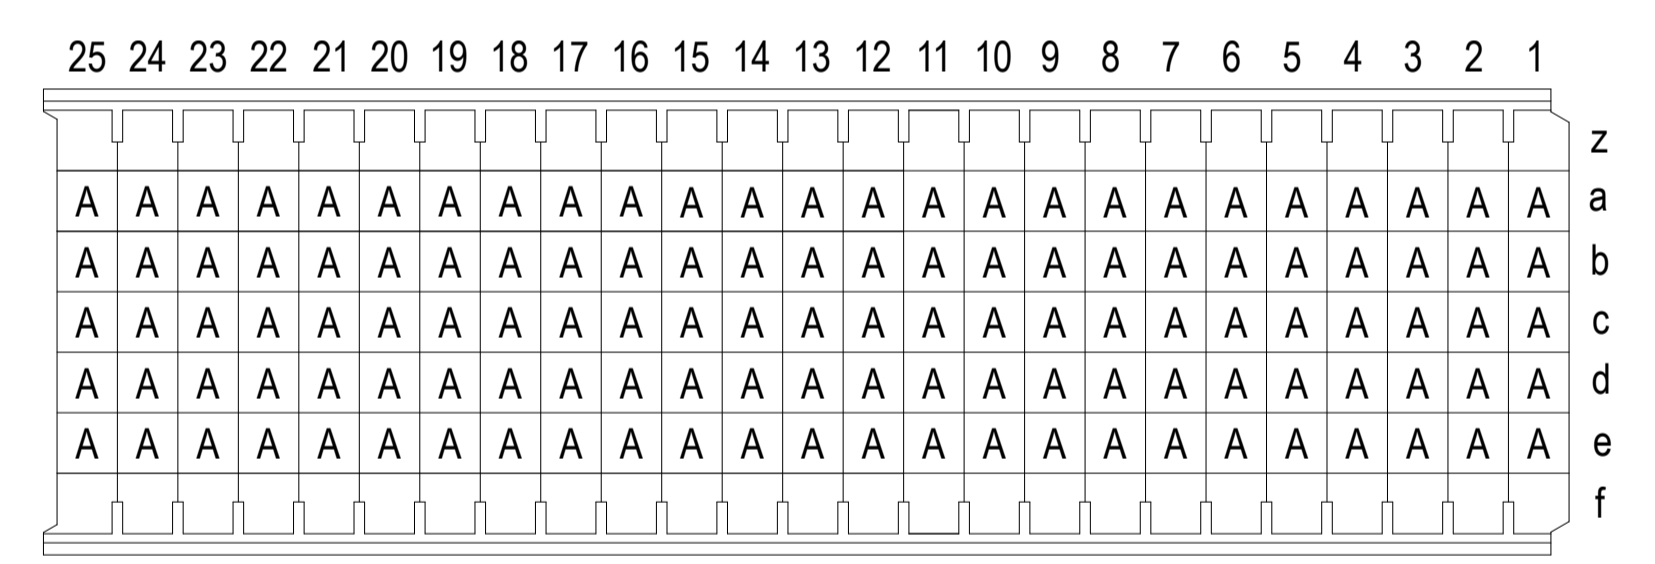 25 24 23 22 21 20 19 18 17 16 15 14 13 12 11 10 9 8 7 6 5 4 3 2 1
z
A A A A A A A A A A A A A A A A A A A A A A A A A a
A A A A A A A A A A A A A A A A A A A A A A A A A b
A A A A A A A A A A A A A A A A A A A A A A A A A c
A A A A A A A A A A A A A A A A A A A A A A A A A d
A A A A A A A A A A A A A A A A A A A A A A A A A e
f